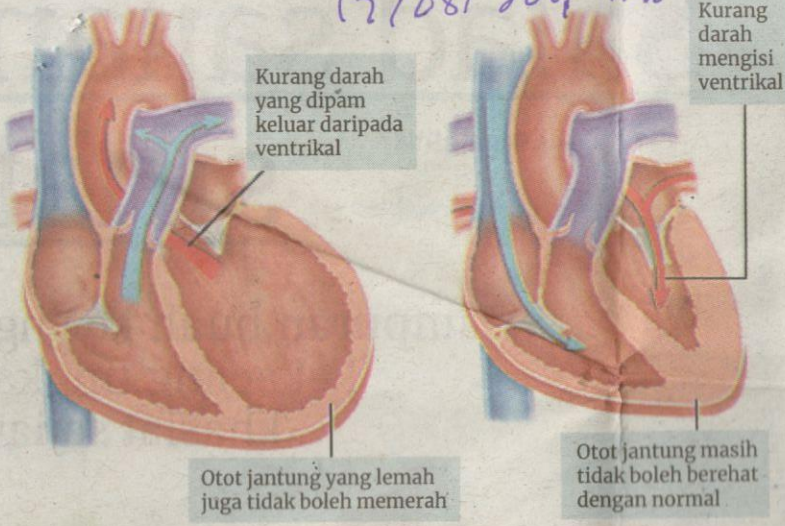 Kurang darah
yang dipam
keluar daripada
ventrikal
Kurang
darah
mengisi
ventrikal
Otot jantung yang lemah
juga tidak boleh memerah
Otot jantung masih
tidak boleh berehat
dengan normal